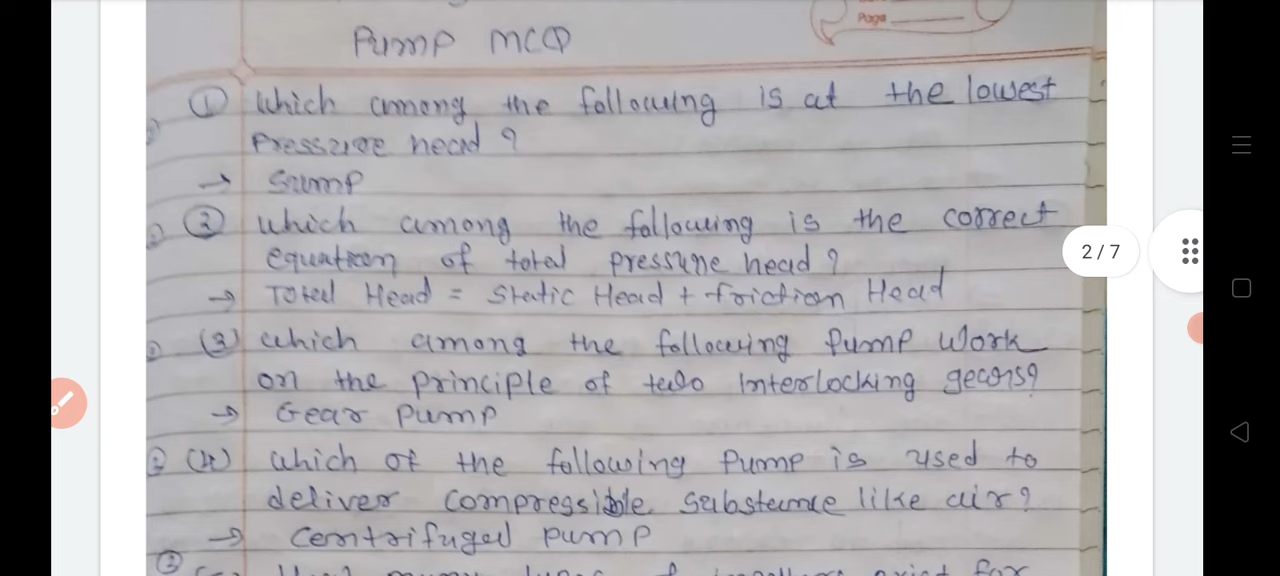 Page
Pump MCQ
① Which among the following is at the lowest
Pressure head ?
→ Sump
② Which among the following is the correct
equation of total pressure head ?
→ Total Head = Static Head + friction Head
(3) Which among the following Pump Work
on the principle of two Interlocking gears?
→ Gear Pump
(4) Which of the following Pump is used to
deliver compressible substance like air?
→ Centrifugal pump
2 / 7